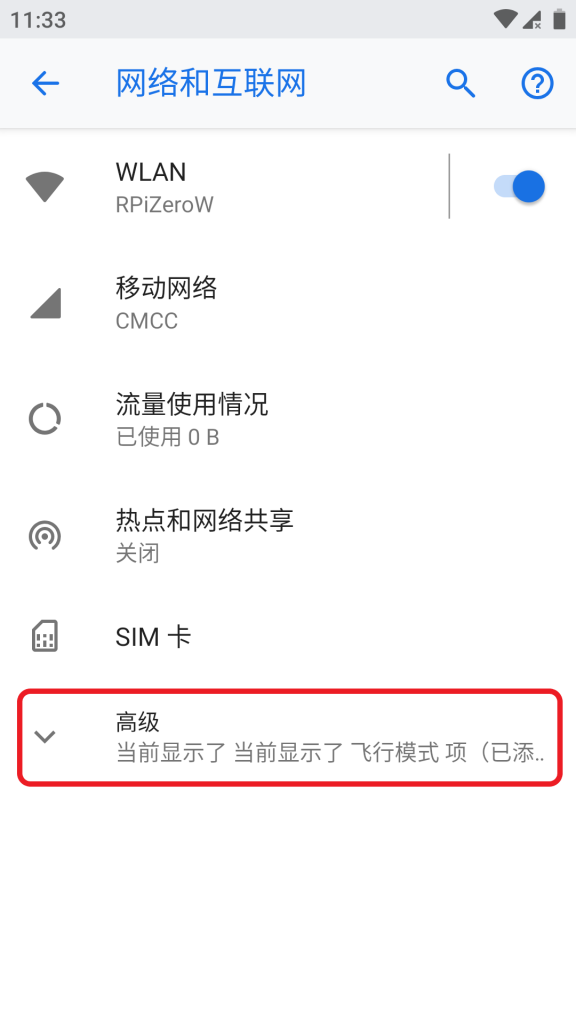 11:33
网络和互联网
WLAN
RPiZeroW
移动网络
CMCC
流量使用情况
已使用 0 B
热点和网络共享
关闭
SIM 卡
高级
当前显示了 当前显示了 飞行模式 项（已添..